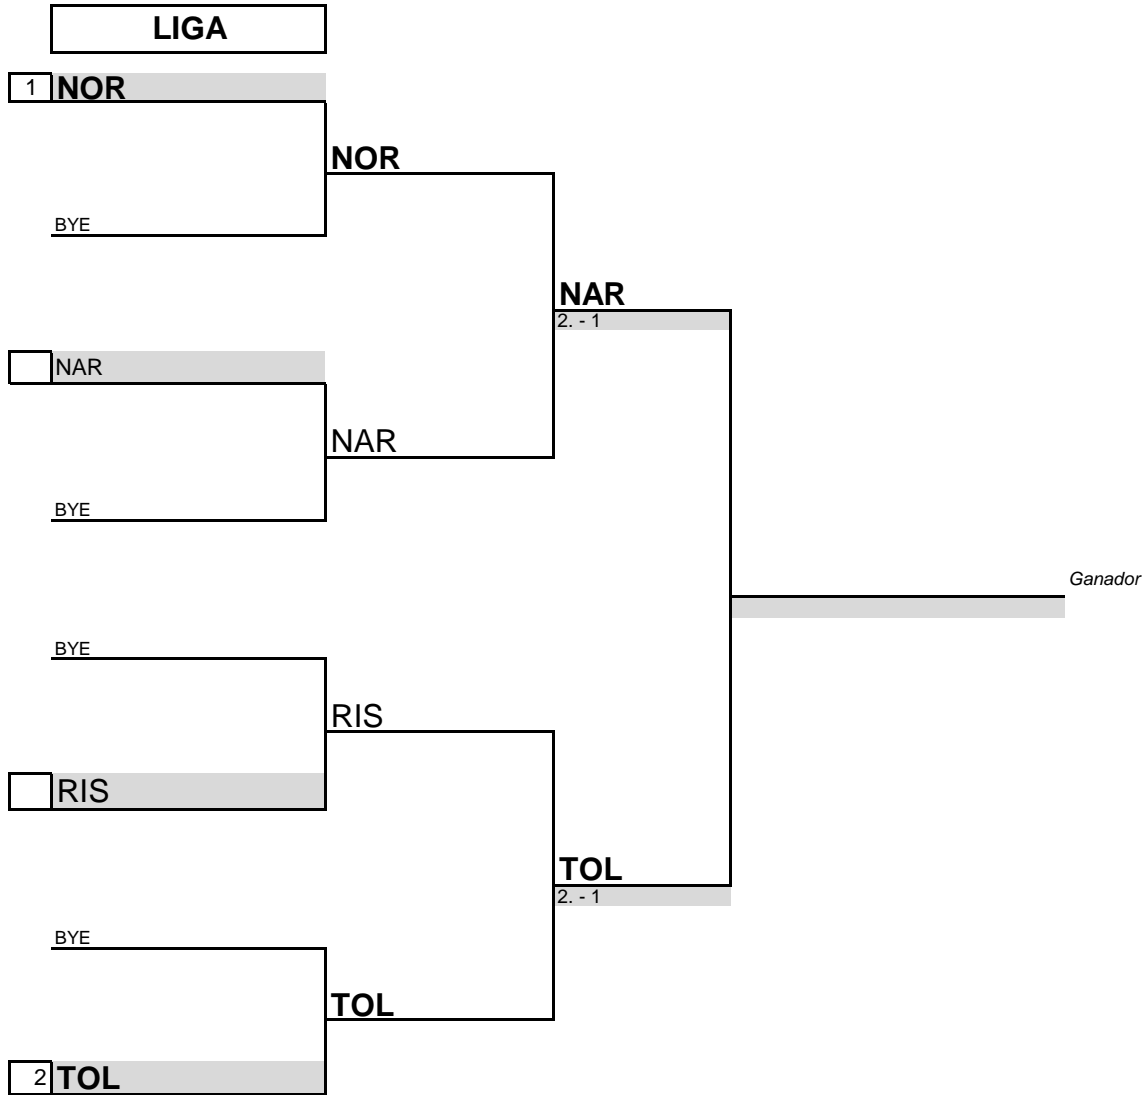 LIGA
1 NOR
NOR
BYE
NAR
2. - 1
NAR
NAR
BYE
Ganador
BYE
RIS
RIS
TOL
2. - 1
BYE
TOL
2 TOL